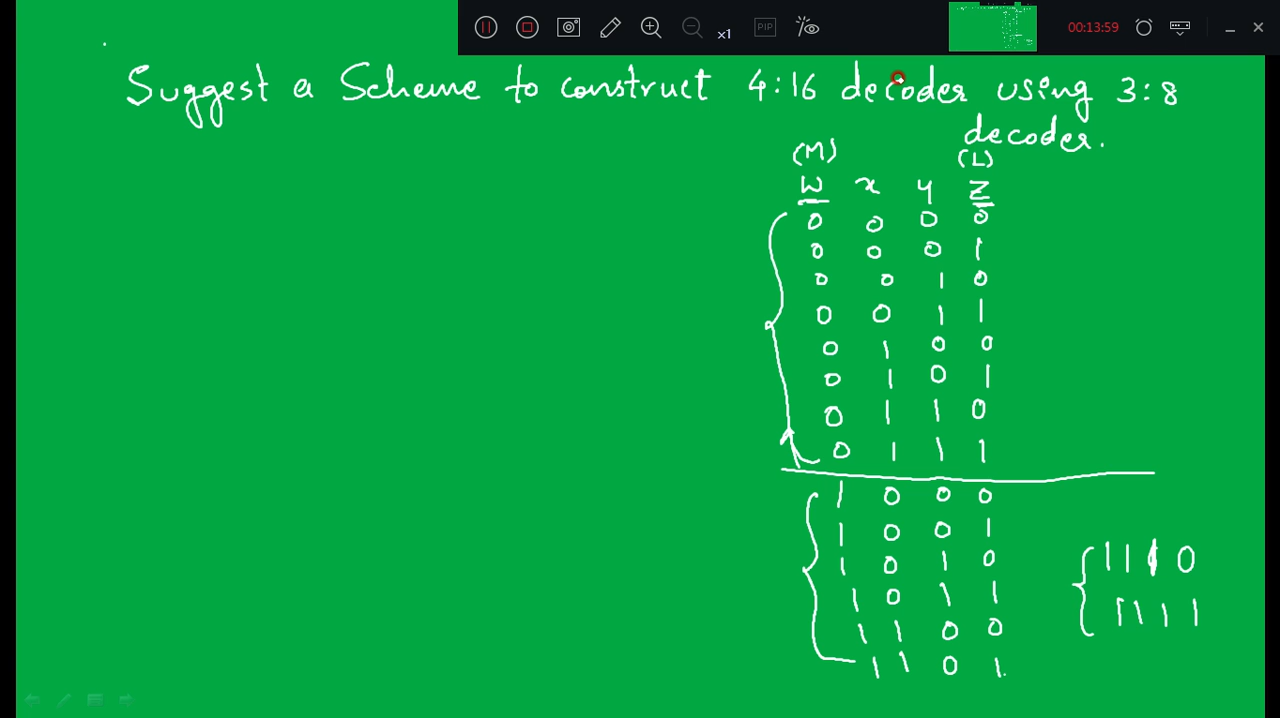 x1
PIP
00:13:59
Suggest a Scheme to construct 4:16 decoder using 3:8
decoder.
(M) (L)
W x y Z
0 0 0 0
0 0 0 1
0 0 1 0
0 0 1 1
0 1 0 0
0 1 0 1
0 1 1 0
0 1 1 1
1 0 0 0
1 0 0 1
1 0 1 0
1 0 1 1
1 1 0 0
1 1 0 1.
1 1 1 0
1 1 1 1